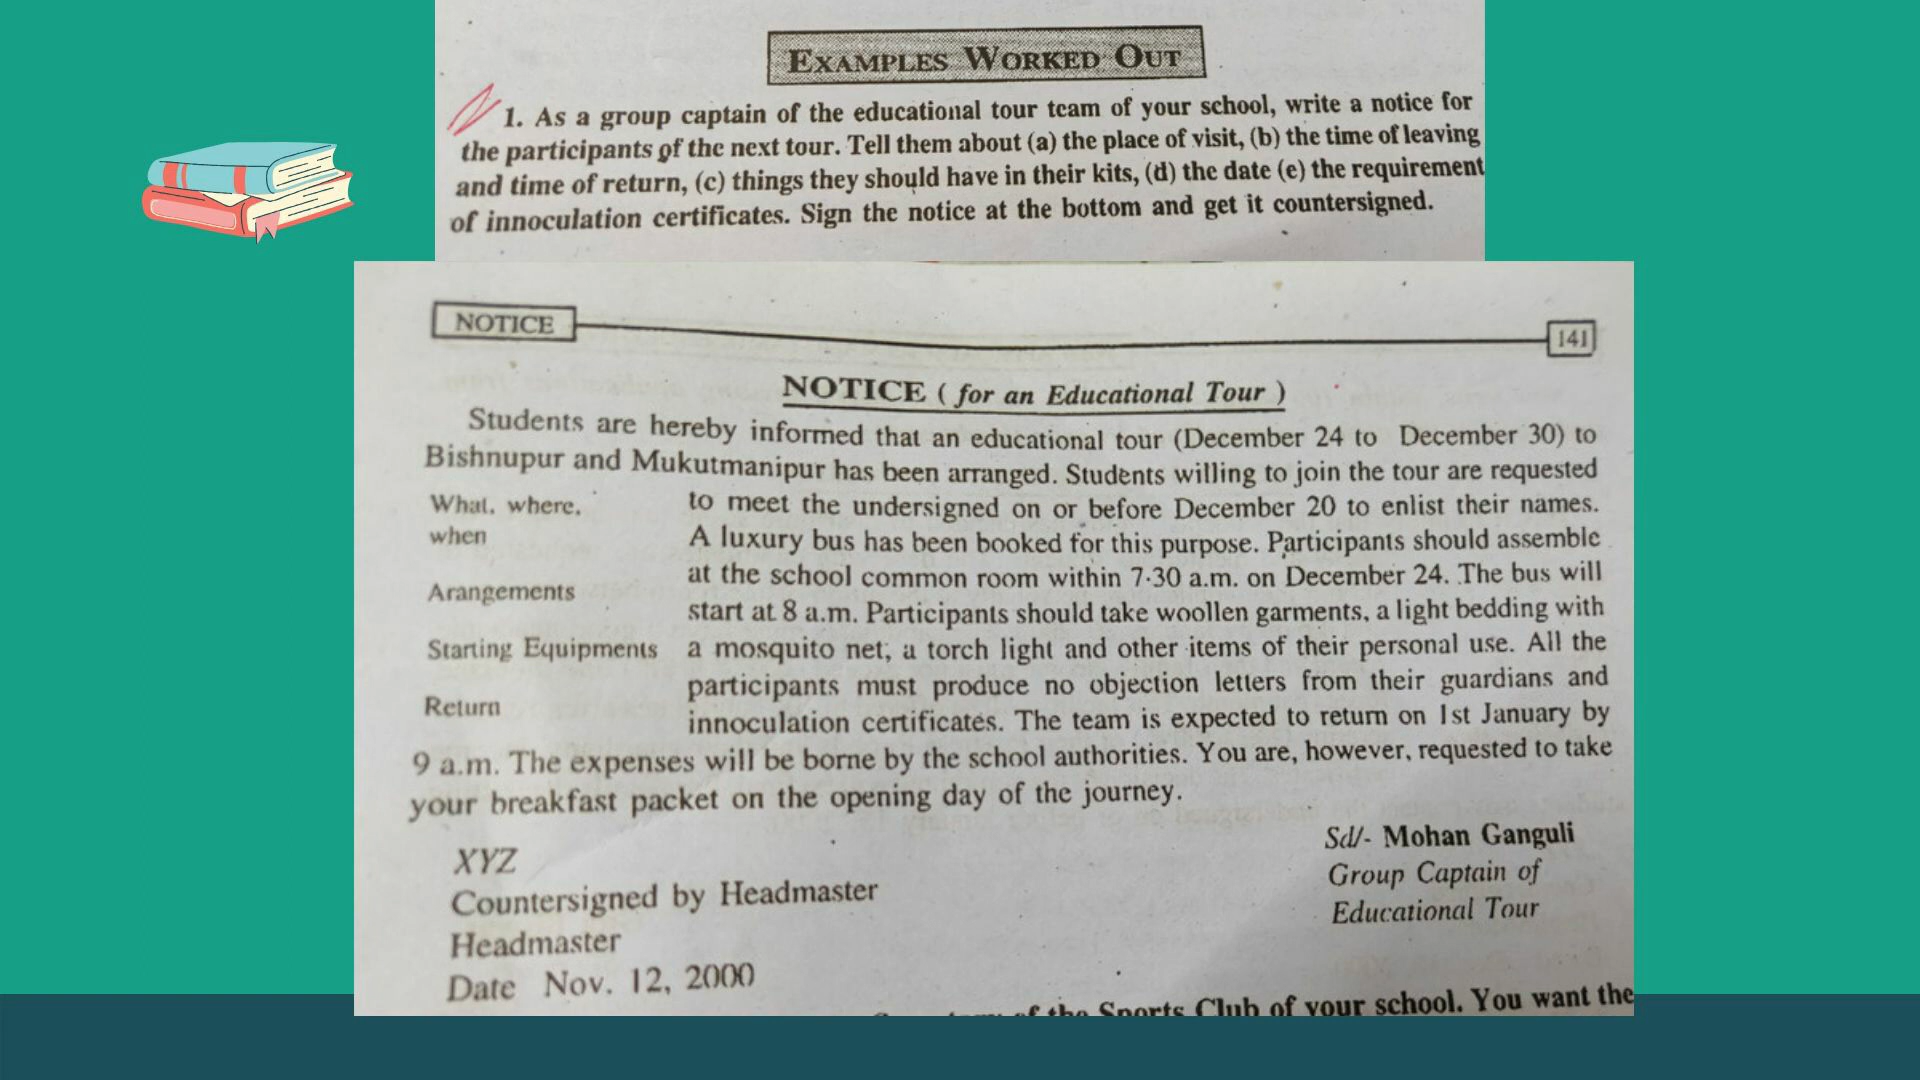 EXAMPLES WORKED OUT
1. As a group captain of the educational tour team of your school, write a notice for
the participants of the next tour. Tell them about (a) the place of visit, (b) the time of leaving
and time of return, (c) things they should have in their kits, (d) the date (e) the requirement
of innoculation certificates. Sign the notice at the bottom and get it countersigned.
NOTICE
141
NOTICE ( for an Educational Tour )
Students are hereby informed that an educational tour (December 24 to December 30) to
Bishnupur and Mukutmanipur has been arranged. Students willing to join the tour are requested
What, where,
when
Arangements
Starting Equipments
Return
to meet the undersigned on or before December 20 to enlist their names.
A luxury bus has been booked for this purpose. Participants should assemble
at the school common room within 7·30 a.m. on December 24. The bus will
start at 8 a.m. Participants should take woollen garments, a light bedding with
a mosquito net, a torch light and other items of their personal use. All the
participants must produce no objection letters from their guardians and
innoculation certificates. The team is expected to return on 1st January by
9 a.m. The expenses will be borne by the school authorities. You are, however, requested to take
your breakfast packet on the opening day of the journey.
Sd/- Mohan Ganguli
Group Captain of
Educational Tour
XYZ
Countersigned by Headmaster
Headmaster
Date Nov. 12, 2000
of the Sports Club of your school. You want the